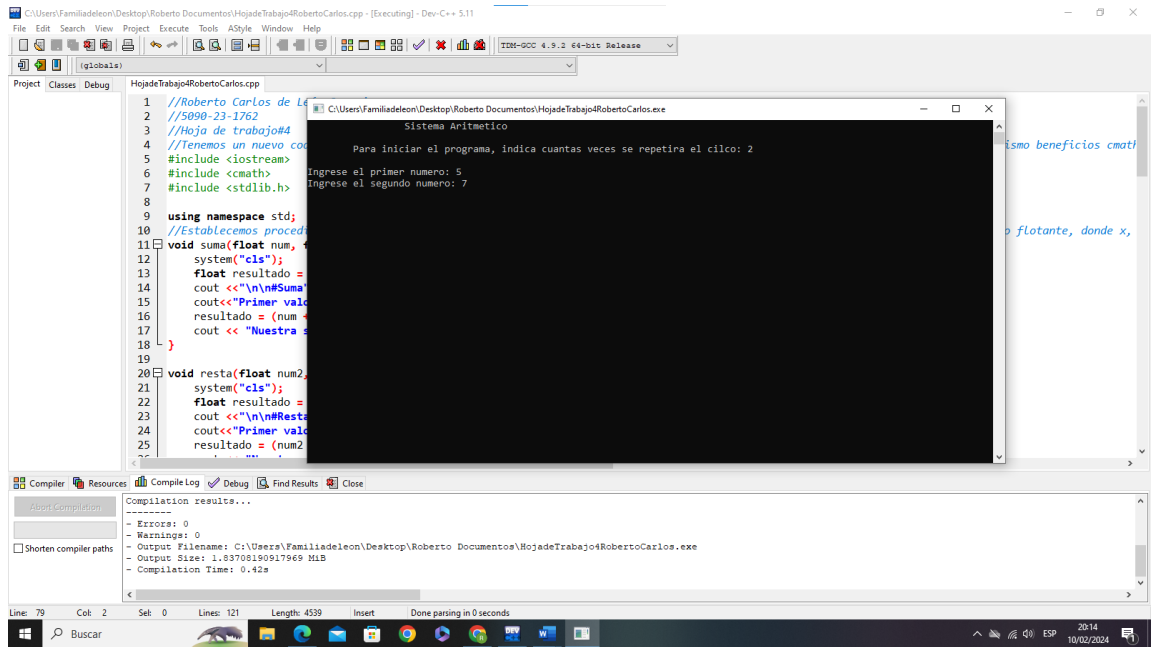 C:\Users\Familiadeleon\Desktop\Roberto Documentos\HojadeTrabajo4RobertoCarlos.cpp - [Executing] - Dev-C++ 5.11
File Edit Search View Project Execute Tools AStyle Window Help
TDM-GCC 4.9.2 64-bit Release
(globals)
Project Classes Debug HojadeTrabajo4RobertoCarlos.cpp
1 //Roberto Carlos de
2 //5090-23-1762
3 //Hoja de trabajo#4
4 //Tenemos un nuevo ismo beneficios cmath
5 #include <iostream>
6 #include <cmath>
7 #include <stdlib.h>
8
9 using namespace std;
10 //Establecemos flotante, donde x,
11 void suma(float num,
12 system("cls");
13 float resultado =
14 cout <<"\n\n#Suma"
15 cout<<"Primer
16 resultado = (num +
17 cout << "Nuestra
18 }
19
20 void resta(float num2,
21 system("cls");
22 float resultado =
23 cout <<"\n\n#Resta
24 cout<<"Primer
25 resultado = (num2
C:\Users\Familiadeleon\Desktop\Roberto Documentos\HojadeTrabajo4RobertoCarlos.exe
Sistema Aritmetico
Para iniciar el programa, indica cuantas veces se repetira el cilco: 2
Ingrese el primer numero: 5
Ingrese el segundo numero: 7
Compiler Resources Compile Log Debug Find Results Close
Abort Compilation
Shorten compiler paths
Compilation results...
--------
- Errors: 0
- Warnings: 0
- Output Filename: C:\Users\Familiadeleon\Desktop\Roberto Documentos\HojadeTrabajo4RobertoCarlos.exe
- Output Size: 1.83708190917969 MiB
- Compilation Time: 0.42s
Line: 79 Col: 2 Sel: 0 Lines: 121 Length: 4539 Insert Done parsing in 0 seconds
Buscar
ESP
20:14
10/02/2024